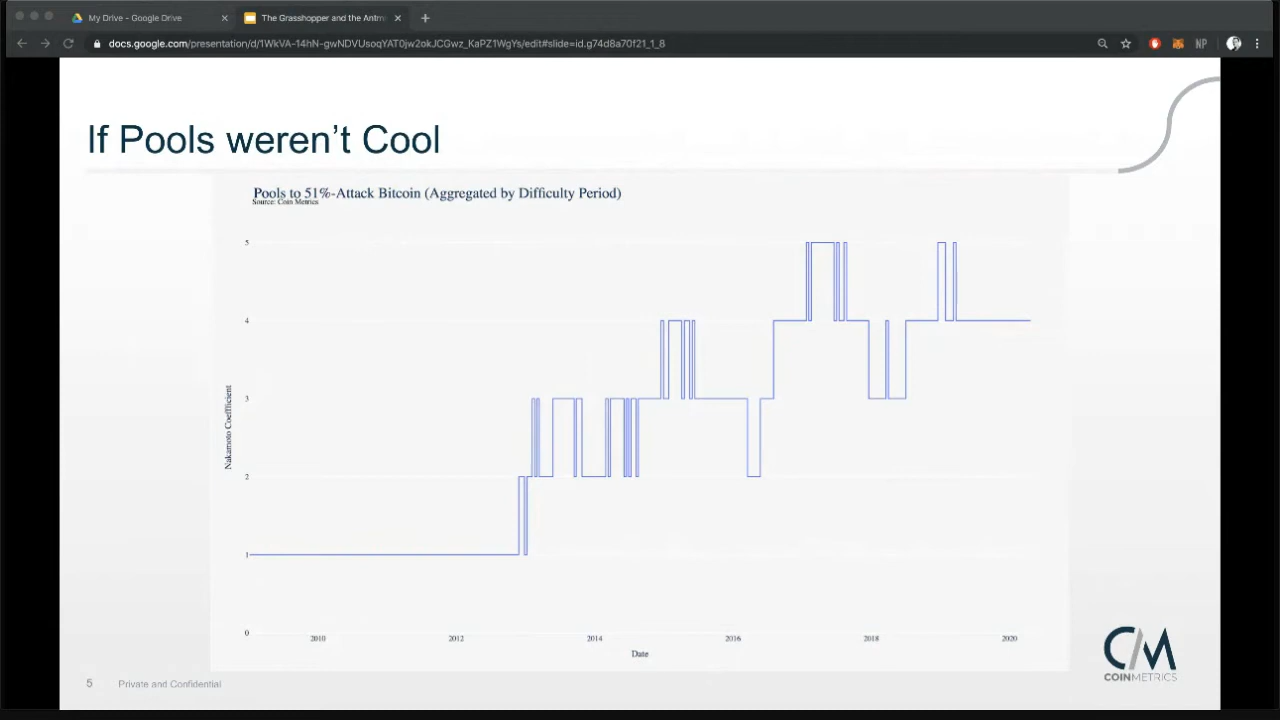 My Drive - Google Drive
The Grasshopper and the Antm
docs.google.com/presentation/d/1WkVA-14hN-gwNDVUsoqYAT0jw2okJCGwz_KaPZ1WgYs/edit#slide=id.g74d8a70f21_1_8
NP
If Pools weren't Cool
Pools to 51%-Attack Bitcoin (Aggregated by Difficulty Period)
Source: Coin Metrics
5
4
3
2
1
0
Nakamoto Coefficient
2010
2012
2014
2016
2018
2020
Date
CM
COINMETRICS
5
Private and Confidential